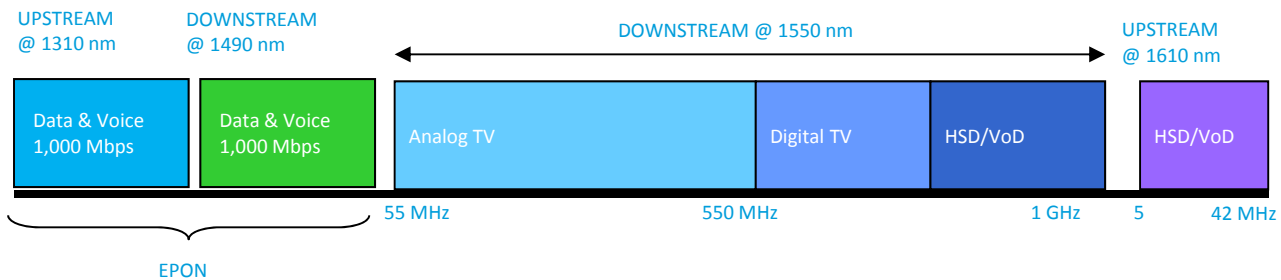 UPSTREAM
@ 1310 nm
DOWNSTREAM
@ 1490 nm
DOWNSTREAM @ 1550 nm
UPSTREAM
@ 1610 nm
Data & Voice
1,000 Mbps
Data & Voice
1,000 Mbps
Analog TV
Digital TV
HSD/VoD
HSD/VoD
55 MHz
550 MHz
1 GHz
5
42 MHz
EPON